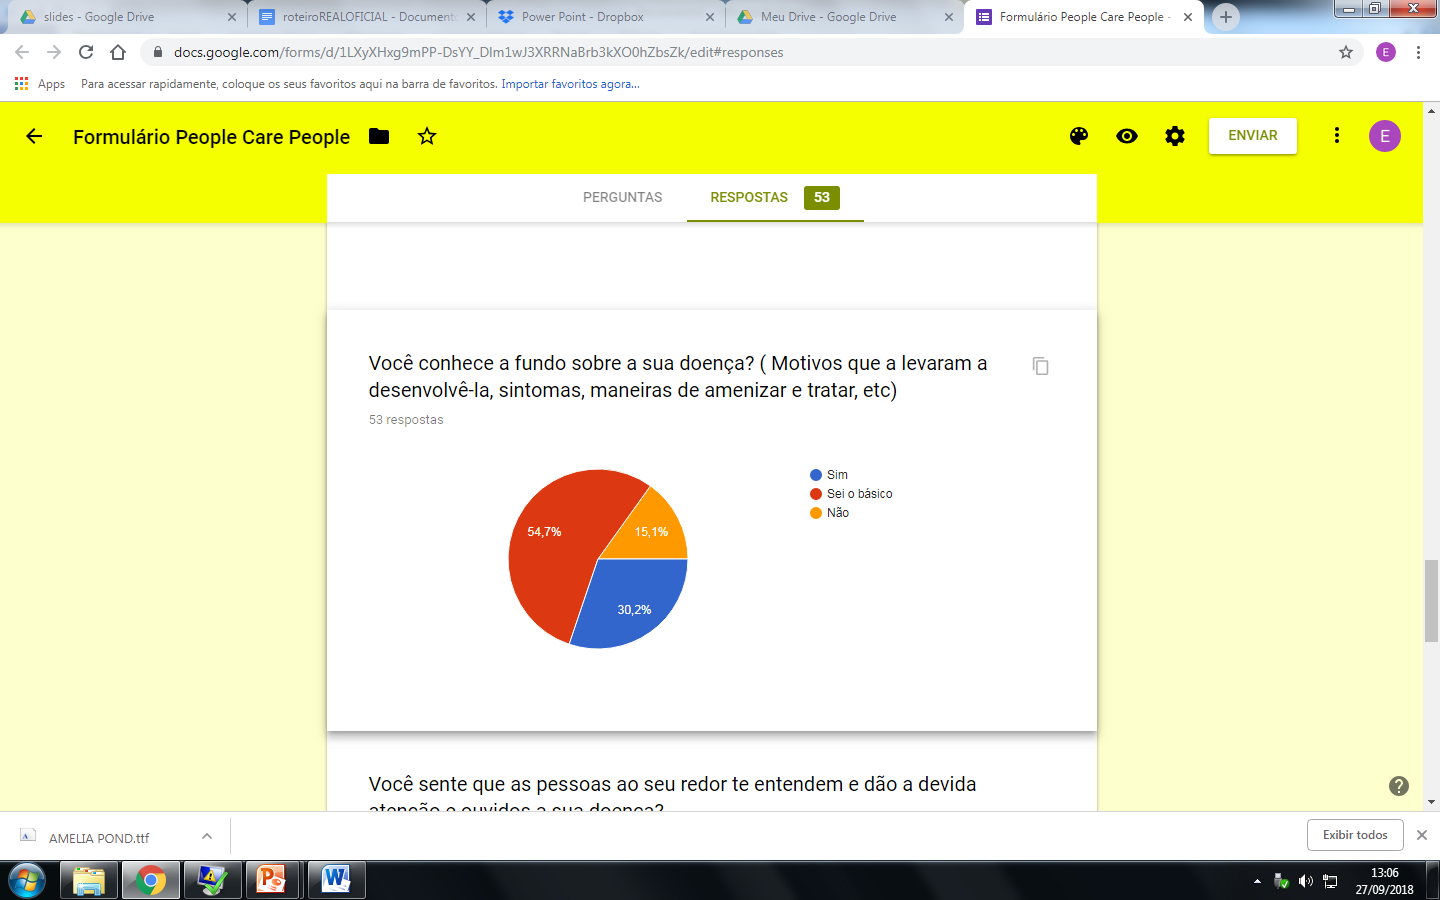 slides - Google Drive
roteiroREALOFICIAL - Document
Power Point - Dropbox
Meu Drive - Google Drive
Formulário People Care People -
docs.google.com/forms/d/1LXyXHxg9mPP-DsYY_Dlm1wJ3XRRNaBrb3kXO0hZbsZk/edit#responses
E
Apps
Para acessar rapidamente, coloque os seus favoritos aqui na barra de favoritos. Importar favoritos agora...
Formulário People Care People
ENVIAR
E
PERGUNTAS
RESPOSTAS 53
Você conhece a fundo sobre a sua doença? ( Motivos que a levaram a
desenvolvê-la, sintomas, maneiras de amenizar e tratar, etc)
53 respostas
54,7%
15,1%
30,2%
Sim
Sei o básico
Não
Você sente que as pessoas ao seu redor te entendem e dão a devida
atenção e ouvidos a sua doença?
AMELIA POND.ttf
Exibir todos
13:06
27/09/2018